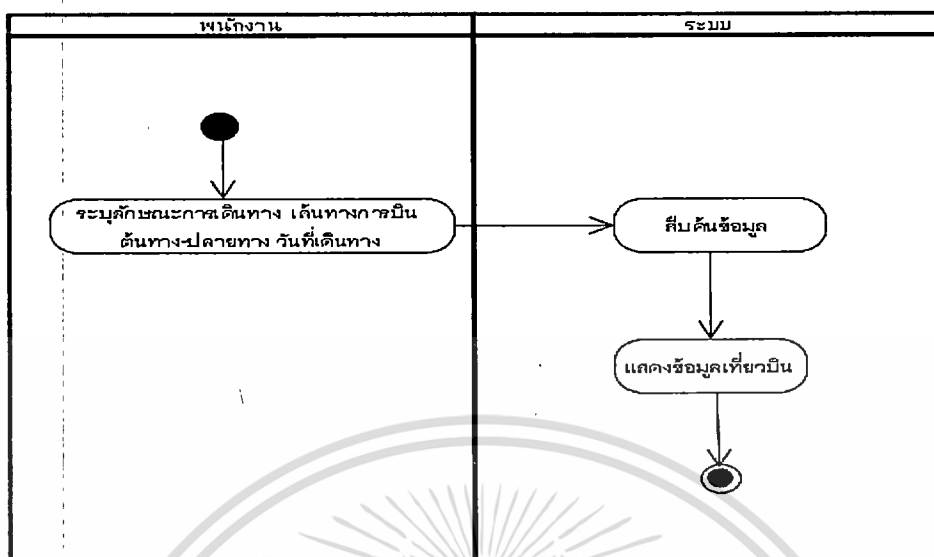 พนักงาน
ระบบ
ระบุลักษณะการเดินทาง เส้นทางการบิน
ต้นทาง-ปลายทาง วันที่เดินทาง
สืบค้นข้อมูล
แสดงข้อมูลเที่ยวบิน